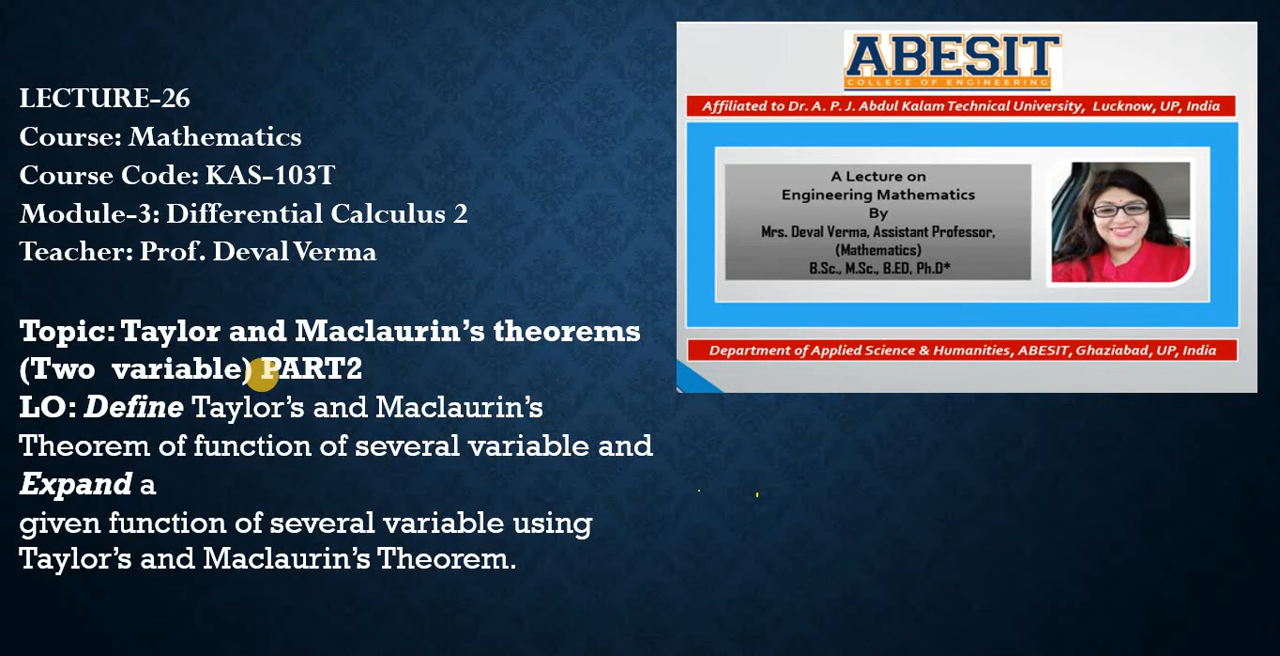 LECTURE-26
Course: Mathematics
Course Code: KAS-103T
Module-3: Differential Calculus 2
Teacher: Prof. Deval Verma
Topic: Taylor and Maclaurin's theorems
(Two variable) PART2
LO: Define Taylor's and Maclaurin's
Theorem of function of several variable and
Expand a
given function of several variable using
Taylor's and Maclaurin's Theorem.
ABESIT
COLLEGE OF ENGINEERING
Affiliated to Dr. A. P. J. Abdul Kalam Technical University, Lucknow, UP, India
A Lecture on
Engineering Mathematics
By
Mrs. Deval Verma, Assistant Professor,
(Mathematics)
B.Sc., M.Sc., B.ED, Ph.D*
Department of Applied Science & Humanities, ABESIT, Ghaziabad, UP, India